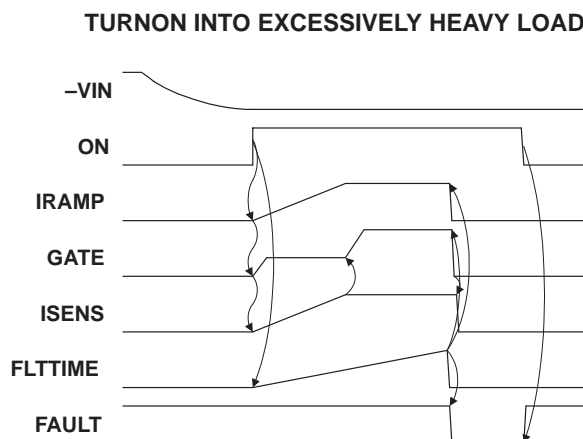 TURNON INTO EXCESSIVELY HEAVY LOAD
–VIN
ON
IRAMP
GATE
ISENS
FLTTIME
FAULT